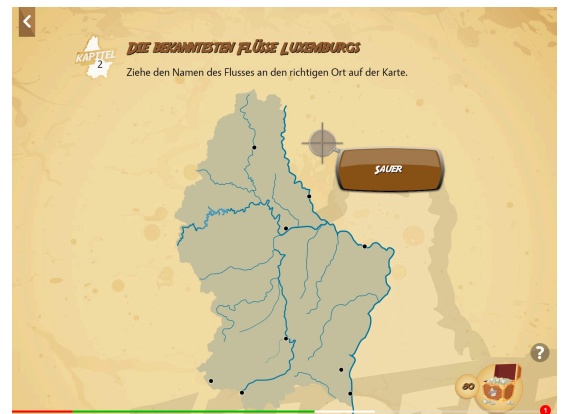 KAPITEL
2
DIE BEKANNTESTEN FLÜSSE LUXEMBURGS
Ziehe den Namen des Flusses an den richtigen Ort auf der Karte.
SAUER
?
80
1